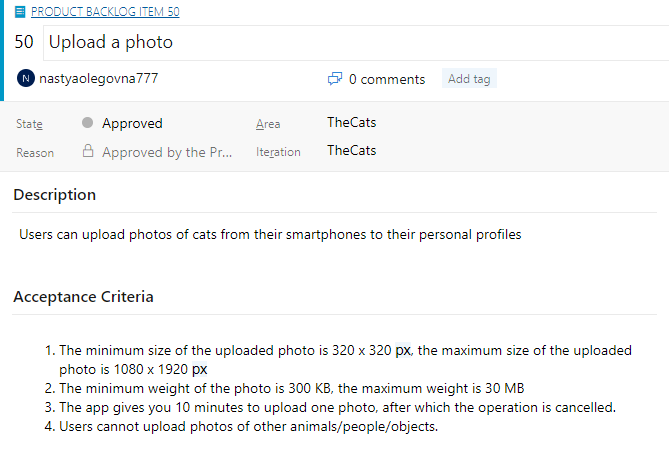 PRODUCT BACKLOG ITEM 50
50 Upload a photo
N nastyaolegovna777 0 comments Add tag
State Approved Area TheCats
Reason Approved by the Pr... Iteration TheCats
Description
Users can upload photos of cats from their smartphones to their personal profiles
Acceptance Criteria
1. The minimum size of the uploaded photo is 320 x 320 px, the maximum size of the uploaded
photo is 1080 x 1920 px
2. The minimum weight of the photo is 300 KB, the maximum weight is 30 MB
3. The app gives you 10 minutes to upload one photo, after which the operation is cancelled.
4. Users cannot upload photos of other animals/people/objects.